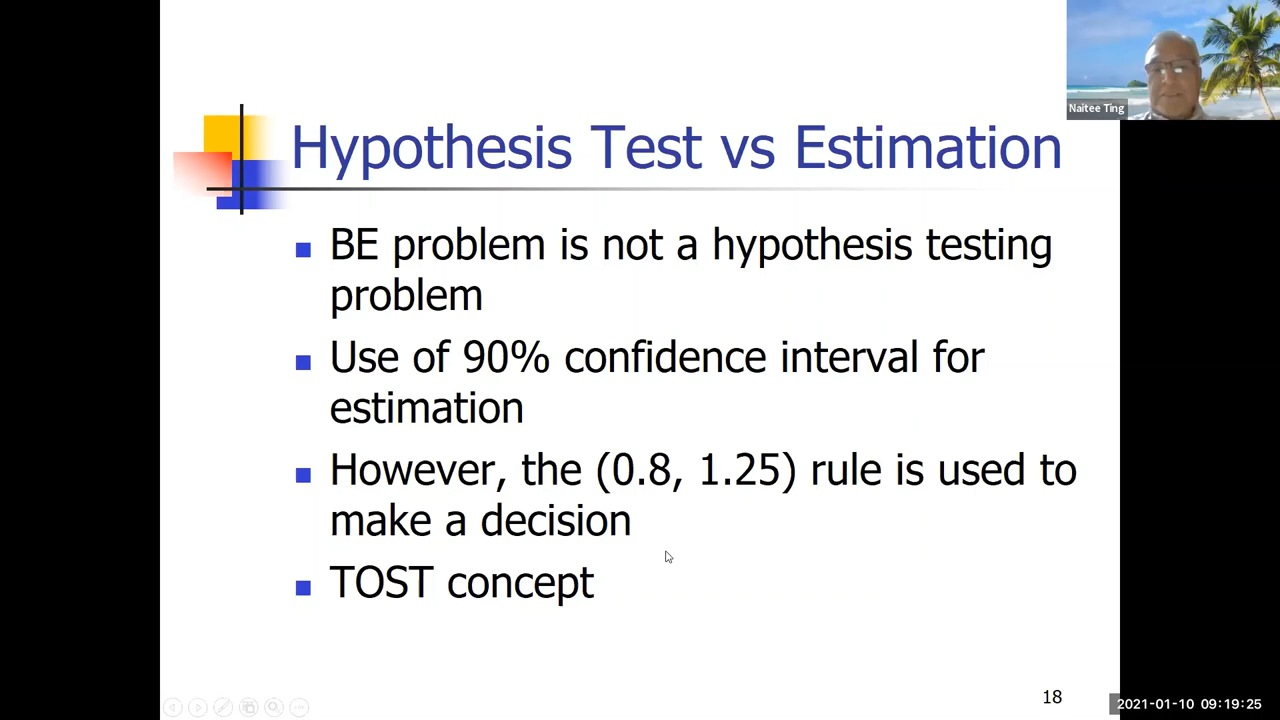 Naitee Ting
Hypothesis Test vs Estimation
BE problem is not a hypothesis testing
problem
Use of 90% confidence interval for
estimation
However, the (0.8, 1.25) rule is used to
make a decision
TOST concept
18
2021-01-10 09:19:25